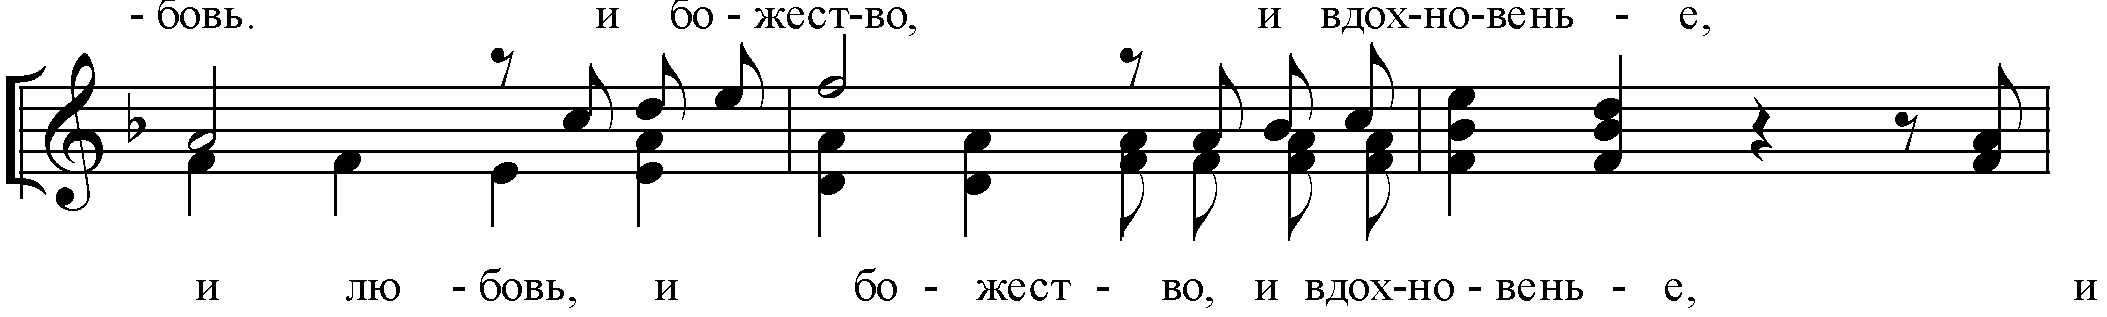 - бовь. и бо - жест-во, и вдох-но-вень - е,
и лю - бовь, и бо - жест - во, и вдох-но - вень - е, и